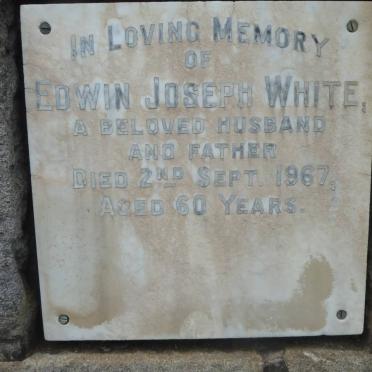 IN LOVING MEMORY
OF
EDWIN JOSEPH WHITE,
A BELOVED HUSBAND
AND FATHER
DIED 2ND SEPT. 1967,
AGED 60 YEARS.